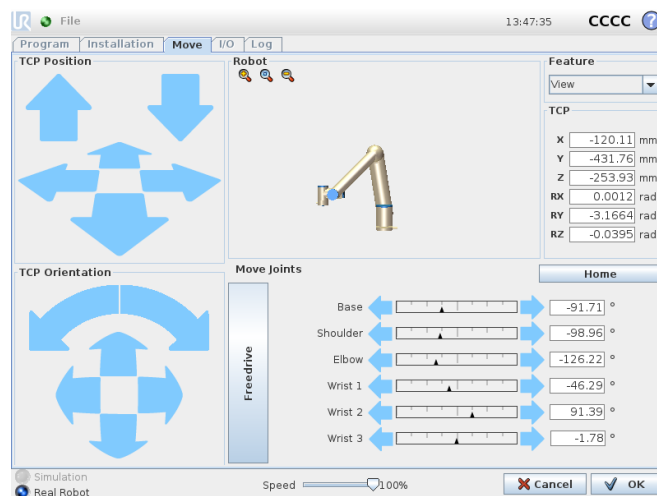 UR File 13:47:35 CCCC ?
Program Installation Move I/O Log
TCP Position
Robot
Feature
View
TCP
X -120.11 mm
Y -431.76 mm
Z -253.93 mm
RX 0.0012 rad
RY -3.1664 rad
RZ -0.0395 rad
TCP Orientation
Move Joints
Home
Freedrive
Base -91.71 °
Shoulder -98.96 °
Elbow -126.22 °
Wrist 1 -46.29 °
Wrist 2 91.39 °
Wrist 3 -1.78 °
Simulation
Real Robot
Speed 100%
Cancel
OK